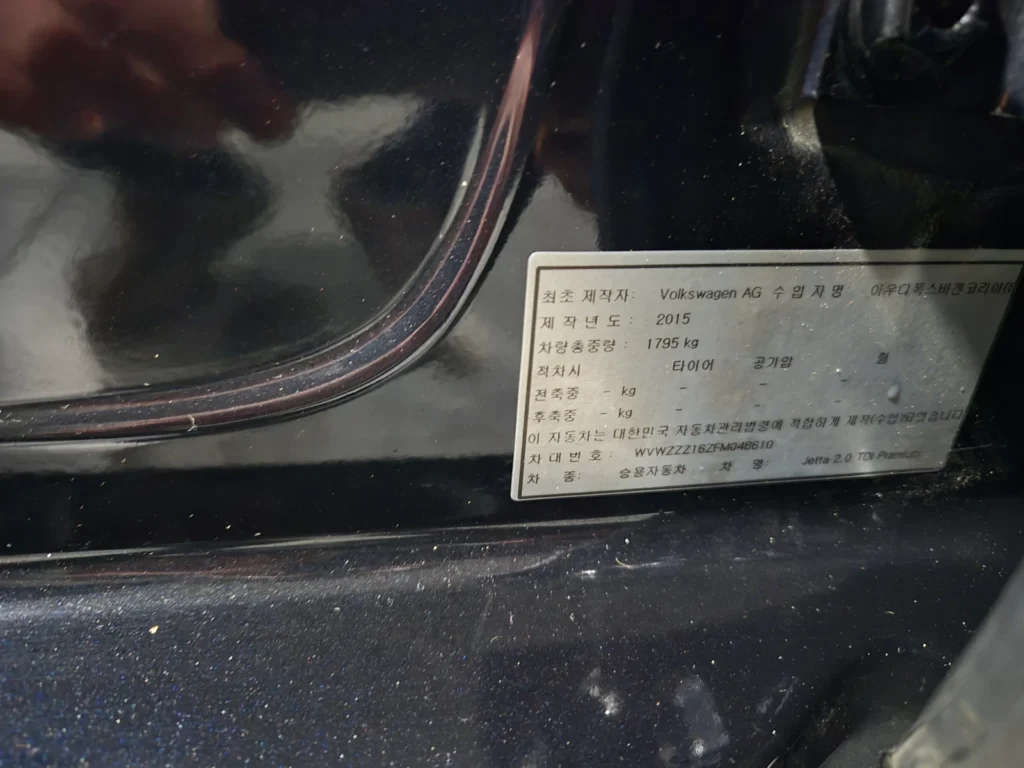 최초 제작자: Volkswagen AG 수 입 자 명 아우디폭스바겐코리아㈜
제 작 년 도 : 2015
차량총중량 : 1795 kg
적차시 타이어 공기압 림
전축중 - kg - - -
후축중 - kg - - -
이 자동차는 대한민국 자동차관리법령에 적합하게 제작(수입)되었습니다
차 대 번 호 : WVWZZZ16ZFM048610
차 종: 승용자동차 차 명: Jetta 2.0 TDI Premium